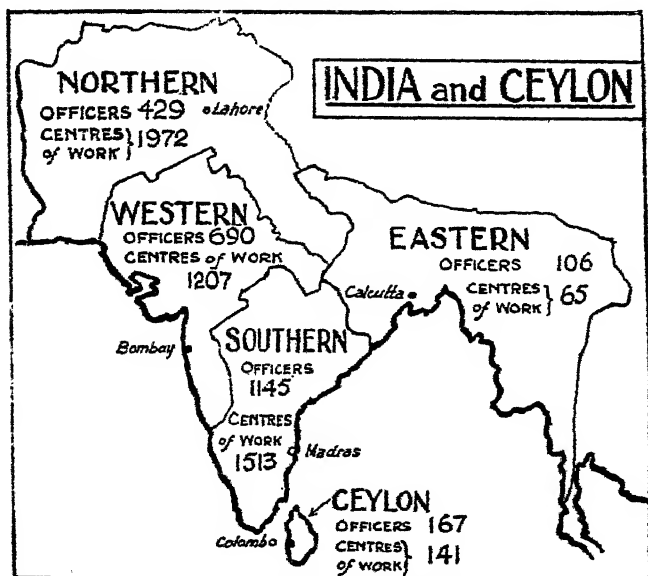 INDIA and CEYLON
NORTHERN
OFFICERS 429
CENTRES
of WORK } 1972
Lahore
WESTERN
OFFICERS 690
CENTRES of WORK
1207
EASTERN
OFFICERS 106
CENTRES
of WORK } 65
Calcutta
Bombay
SOUTHERN
OFFICERS
1145
CENTRES
of WORK
1513
Madras
CEYLON
OFFICERS 167
CENTRES
of WORK } 141
Colombo